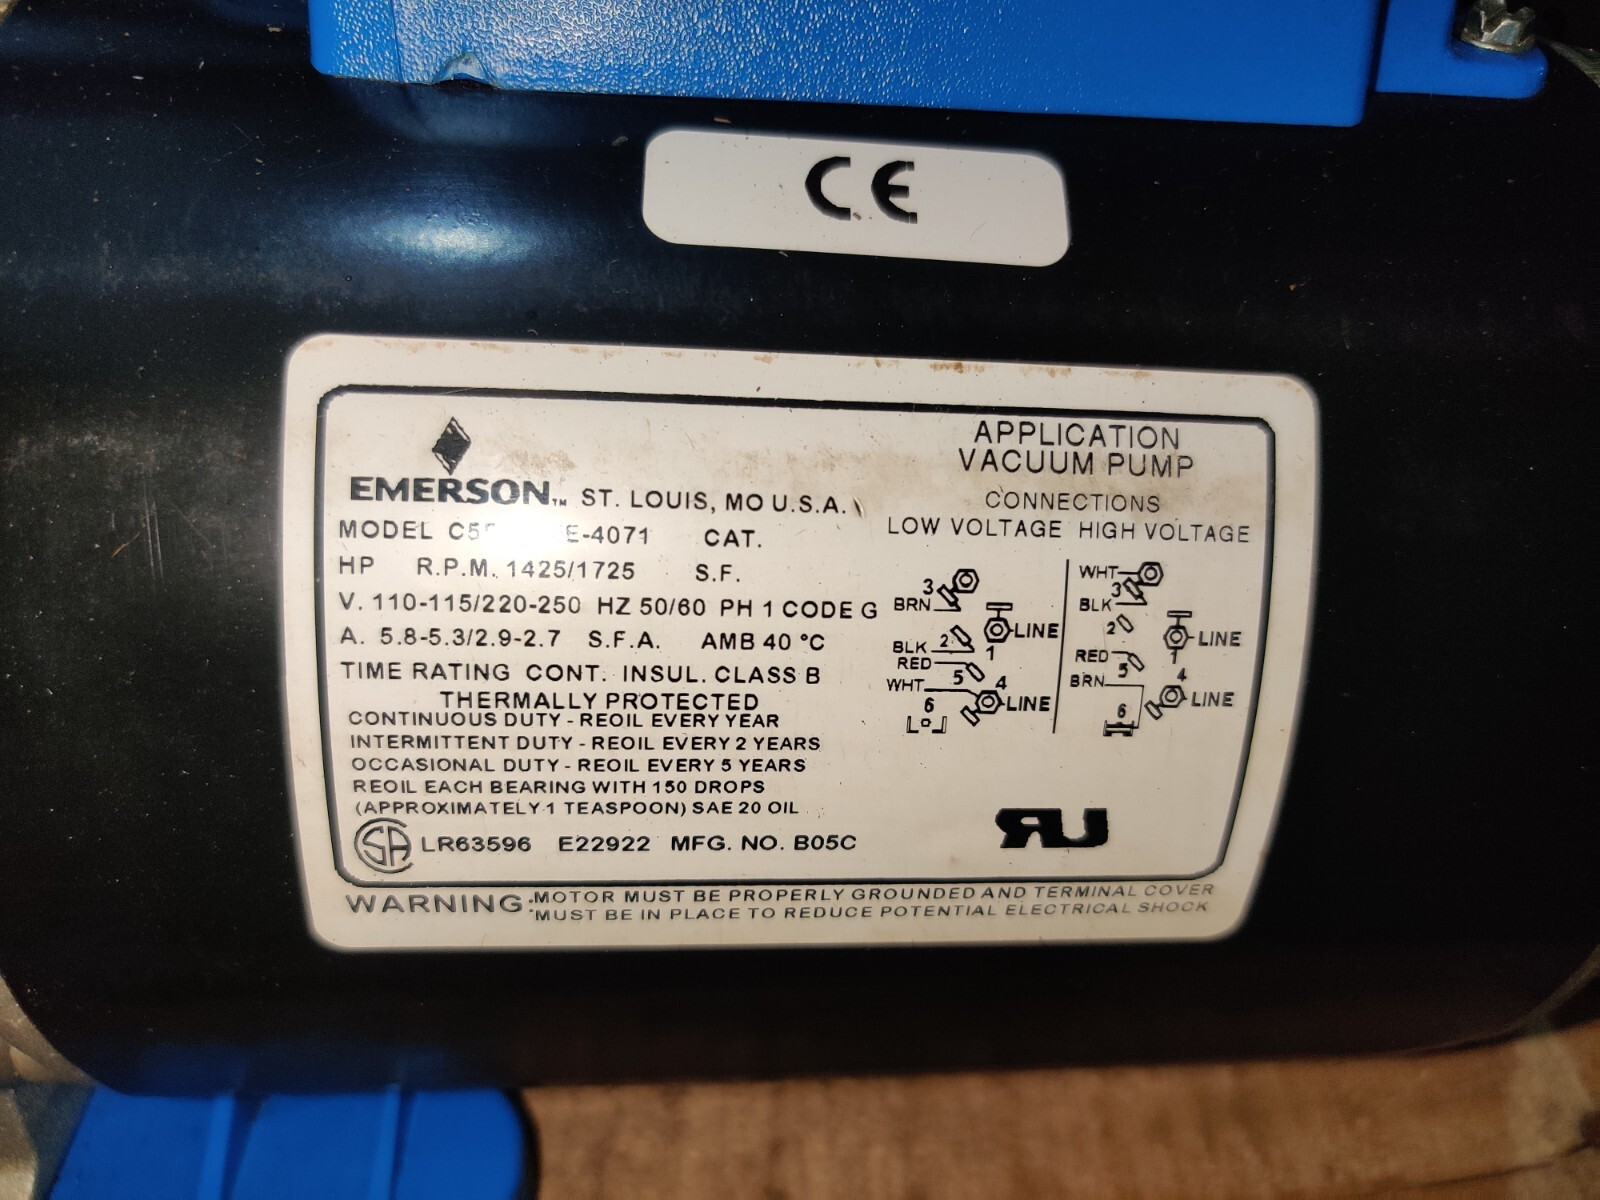 CE
EMERSON™ ST. LOUIS, MO U.S.A.
MODEL E-4071 CAT.
HP R.P.M. 1425/1725 S.F.
V. 110-115/220-250 HZ 50/60 PH 1 CODE G
A. 5.8-5.3/2.9-2.7 S.F.A. AMB 40 °C
TIME RATING CONT. INSUL. CLASS B
THERMALLY PROTECTED
CONTINUOUS DUTY - REOIL EVERY YEAR
INTERMITTENT DUTY - REOIL EVERY 2 YEARS
OCCASIONAL DUTY - REOIL EVERY 5 YEARS
REOIL EACH BEARING WITH 150 DROPS
(APPROXIMATELY 1 TEASPOON) SAE 20 OIL
SA LR63596 E22922 MFG. NO. B05C
APPLICATION
VACUUM PUMP
CONNECTIONS
LOW VOLTAGE HIGH VOLTAGE
3
BRN
LINE
BLK 2 1
RED
5 4
WHT LINE
6
WHT
3
BLK
2 LINE
1
RED
5 4
BRN LINE
6
RU
WARNING: MOTOR MUST BE PROPERLY GROUNDED AND TERMINAL COVER
MUST BE IN PLACE TO REDUCE POTENTIAL ELECTRICAL SHOCK